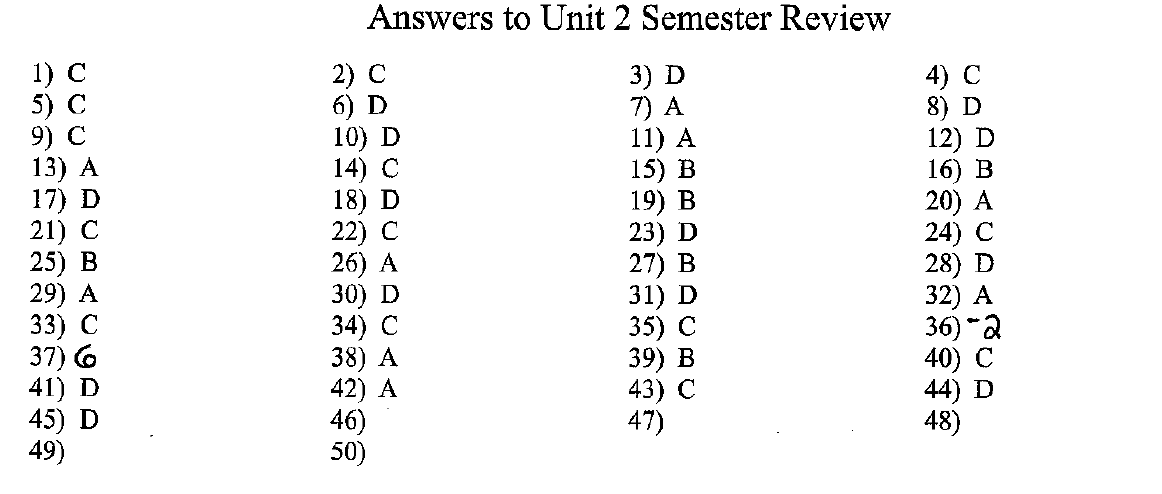 Answers to Unit 2 Semester Review
1) C 2) C 3) D 4) C
5) C 6) D 7) A 8) D
9) C 10) D 11) A 12) D
13) A 14) C 15) B 16) B
17) D 18) D 19) B 20) A
21) C 22) C 23) D 24) C
25) B 26) A 27) B 28) D
29) A 30) D 31) D 32) A
33) C 34) C 35) C 36) -2
37) 6 38) A 39) B 40) C
41) D 42) A 43) C 44) D
45) D 46) 47) 48)
49) 50)